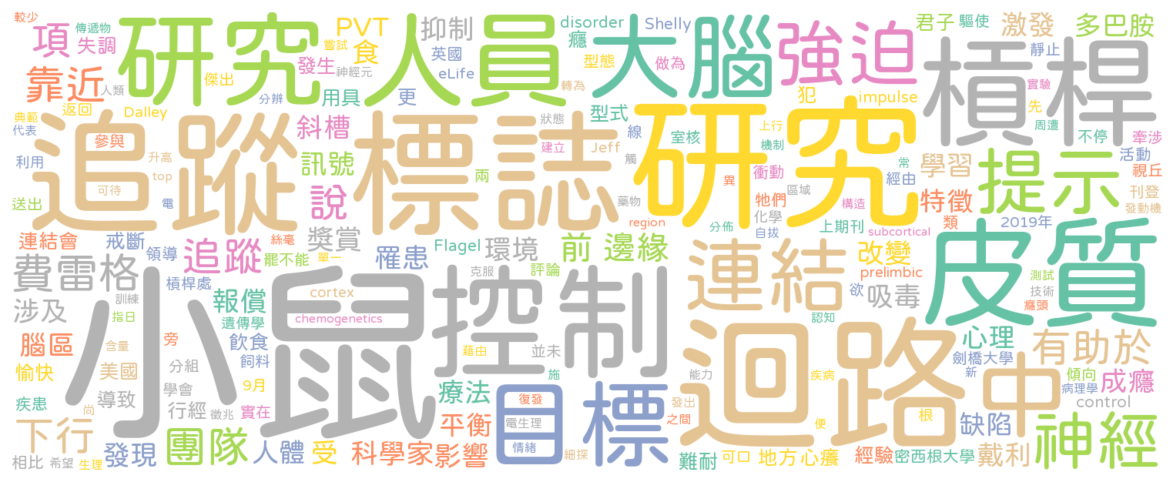 較少 傳遞物 研究 人員 大腦 強迫 君子 驅使 激發 多巴胺
項 失調 PVT 抑制 disorder Shelly 癮
嘗試 英國 型態 做為 靜止 槓桿
靠近 人類 發生 神經元 食 eLife 轉為 實驗
傑出 分辨 用具 更 型式 犯 impulse 先
返回 Dalley 典範 代表 周遭 不停 牽涉
追蹤 標誌 研究 斜槽 狀態 線 室核 上行 機制
參與 建立 Jeff 訊號 觸 衝動 常 學習 提示 活動
利用 升高 兩 牠們 經由 視丘
可待 top 說 藥物 異 區域 化學 構造 特徵 刊登
送出 電 region 分佈 自拔 上期刊 類 2019年 發動機
subcortical
連結會 戒斷 絲毫 獎賞 Flagel 環境 前 邊緣 改變 皮質
領導 追蹤 罷不能 單一 罹患 評論 連結 prelimbic
費雷格 槓桿處 克服 欲 吸毒 測試 技術
涉及 訓練 報償 cortex 癮頭
指日 遺傳學 chemogenetics 認知
小鼠 控制 迴路 中 心理
腦區 旁 飲食 藉由 並未 劍橋大學 有助於
含量 美國 分組 飼料 能力 疾病 新 傾向 成癮
愉快 學會 9月 療法 施 目標 病理學
疾患 導致 行經 徵兆 實在 復發 發出 control
尚 平衡 電生理 之間 便 根 缺陷 神經
下行 發現 團隊 人體 受 科學家 影響 情緒
相比 希望 生理 細探 難耐 可口 地方 心癢 經驗 密西根大學 戴利